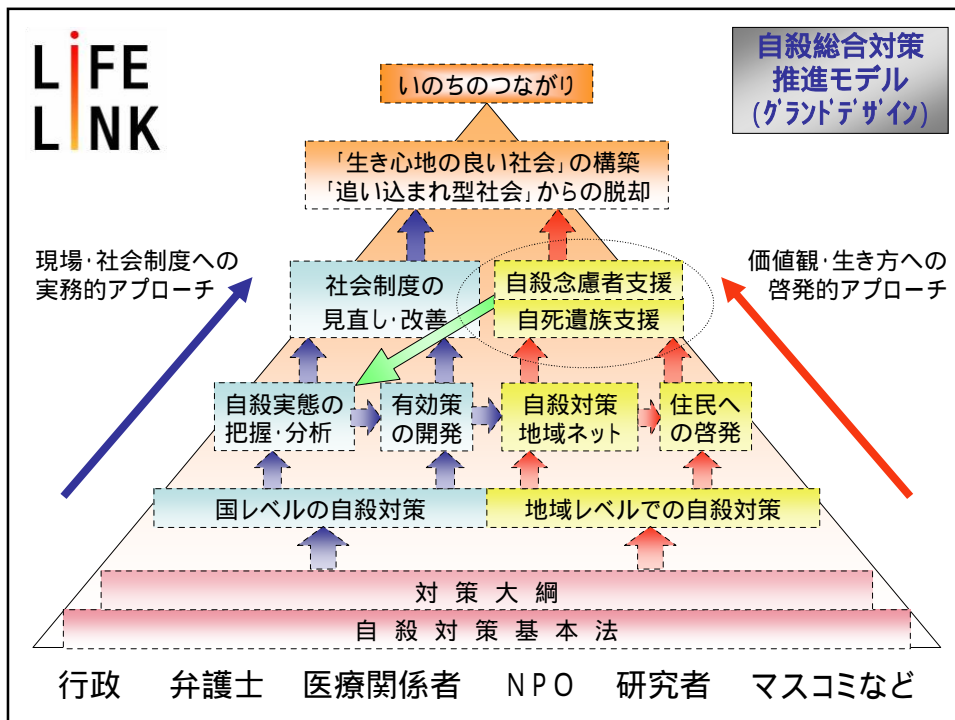 LiFE
LiNK
自殺総合対策
推進モデル
(グランドデザイン)
いのちのつながり
「生き心地の良い社会」の構築
「追い込まれ型社会」からの脱却
現場・社会制度への
実務的アプローチ
価値観・生き方への
啓発的アプローチ
社会制度の
見直し・改善
自殺念慮者支援
自死遺族支援
自殺実態の
把握・分析
有効策
の開発
自殺対策
地域ネット
住民へ
の啓発
国レベルの自殺対策
地域レベルでの自殺対策
対策大綱
自殺対策基本法
行政 弁護士 医療関係者 NPO 研究者 マスコミなど